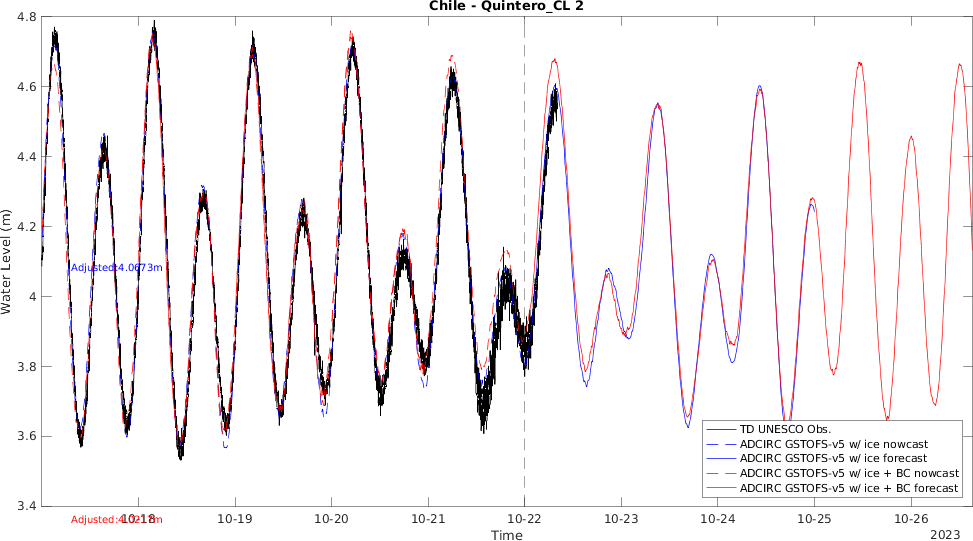 Chile - Quintero_CL 2
4.8
4.6
4.4
4.2
4
3.8
3.6
3.4
Water Level (m)
Adjusted:4.0673m
TD UNESCO Obs.
ADCIRC GSTOFS-v5 w/ ice nowcast
ADCIRC GSTOFS-v5 w/ ice forecast
ADCIRC GSTOFS-v5 w/ ice + BC nowcast
ADCIRC GSTOFS-v5 w/ ice + BC forecast
10-18
10-19
10-20
10-21
10-22
10-23
10-24
10-25
10-26
Time
2023